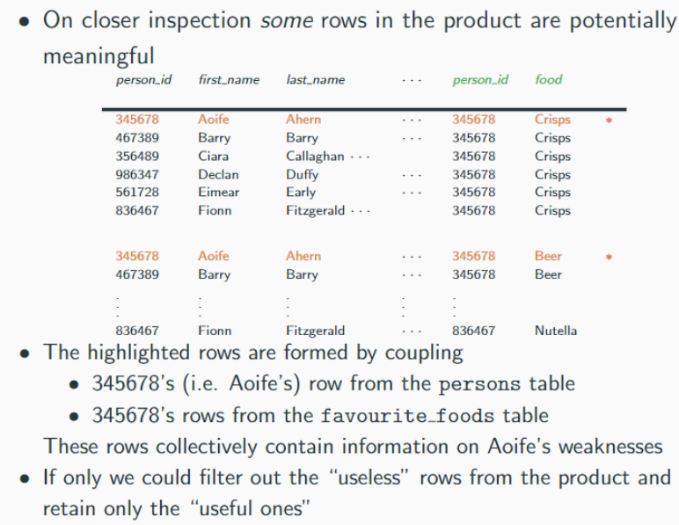 • On closer inspection some rows in the product are potentially
meaningful
person_id first_name last_name · · · person_id food
345678 Aoife Ahern · · · 345678 Crisps *
467389 Barry Barry · · · 345678 Crisps
356489 Ciara Callaghan · · · 345678 Crisps
986347 Declan Duffy · · · 345678 Crisps
561728 Eimear Early · · · 345678 Crisps
836467 Fionn Fitzgerald · · · 345678 Crisps
345678 Aoife Ahern · · · 345678 Beer *
467389 Barry Barry · · · 345678 Beer
⋮ ⋮ ⋮ ⋮ ⋮
836467 Fionn Fitzgerald · · · 836467 Nutella
• The highlighted rows are formed by coupling
• 345678's (i.e. Aoife's) row from the persons table
• 345678's rows from the favourite_foods table
These rows collectively contain information on Aoife's weaknesses
• If only we could filter out the “useless” rows from the product and
retain only the “useful ones”